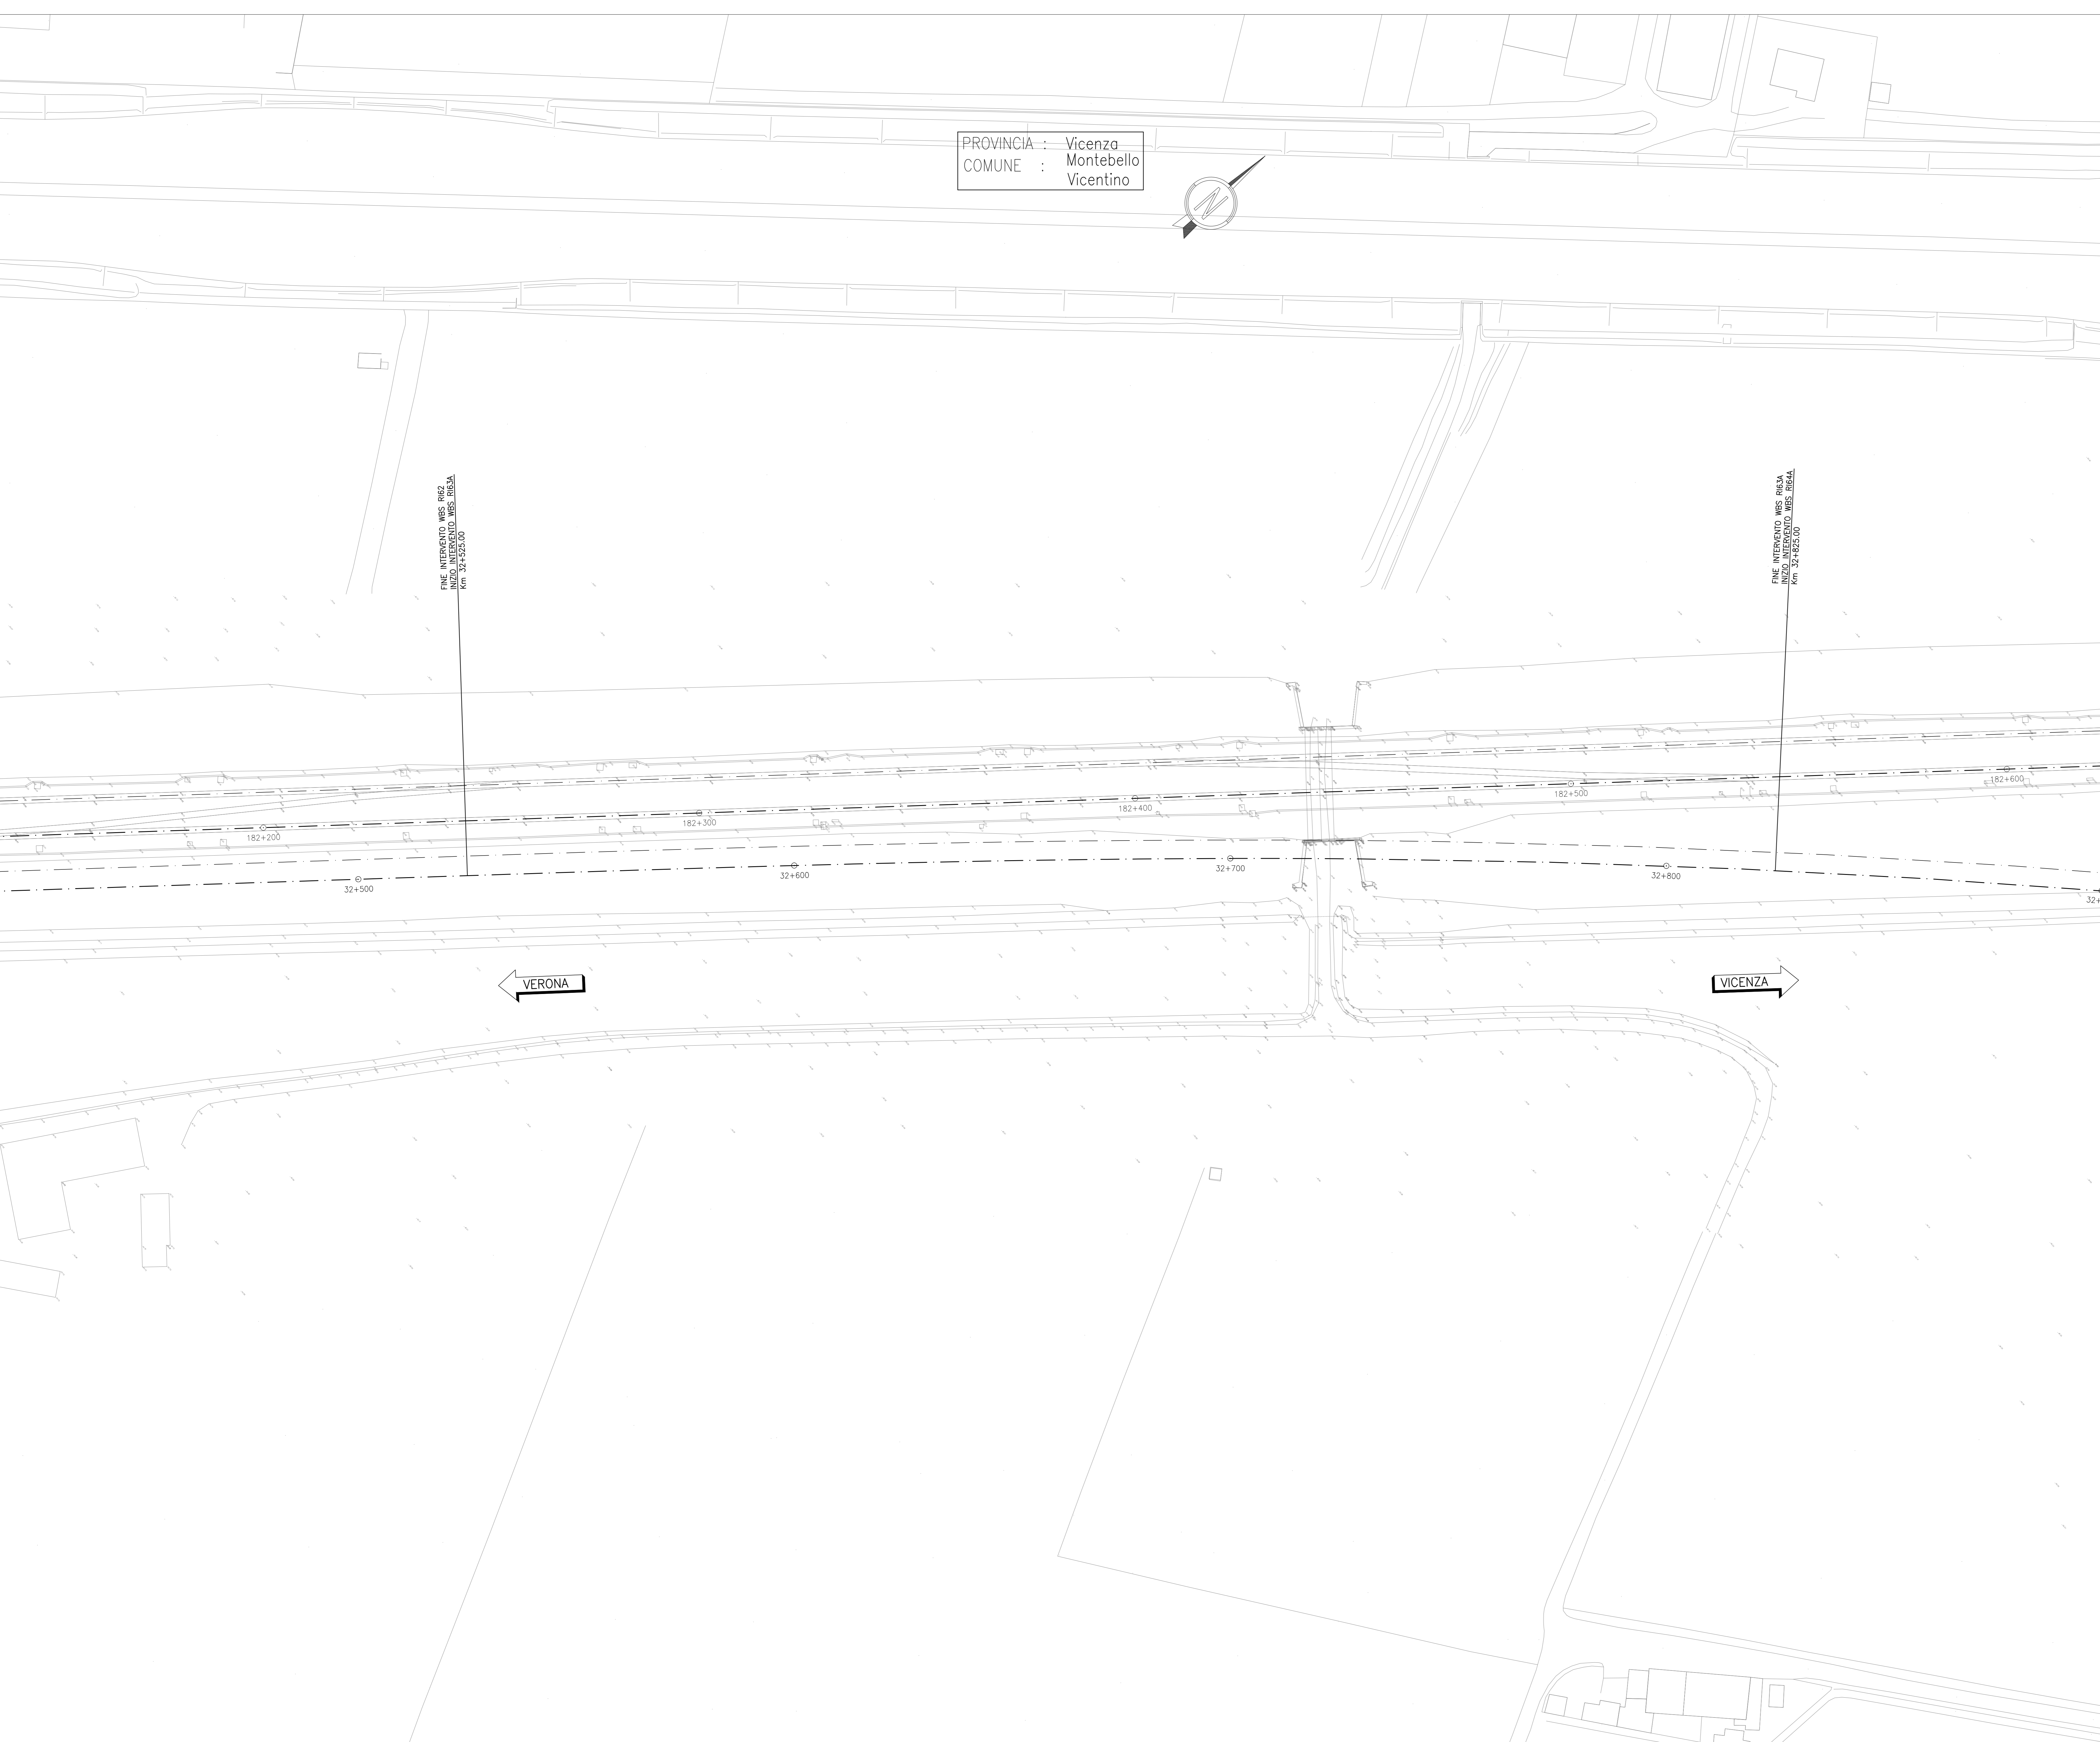 PROVINCIA : Vicenza
COMUNE : Montebello
Vicentino
N
FINE INTERVENTO WBS RI62
INIZIO INTERVENTO WBS RI63A
Km 32+525.00
FINE INTERVENTO WBS RI63A
INIZIO INTERVENTO WBS RI64A
Km 32+825.00
182+200
182+300
182+400
182+500
182+600
32+500
32+600
32+700
32+800
32+
VERONA
VICENZA